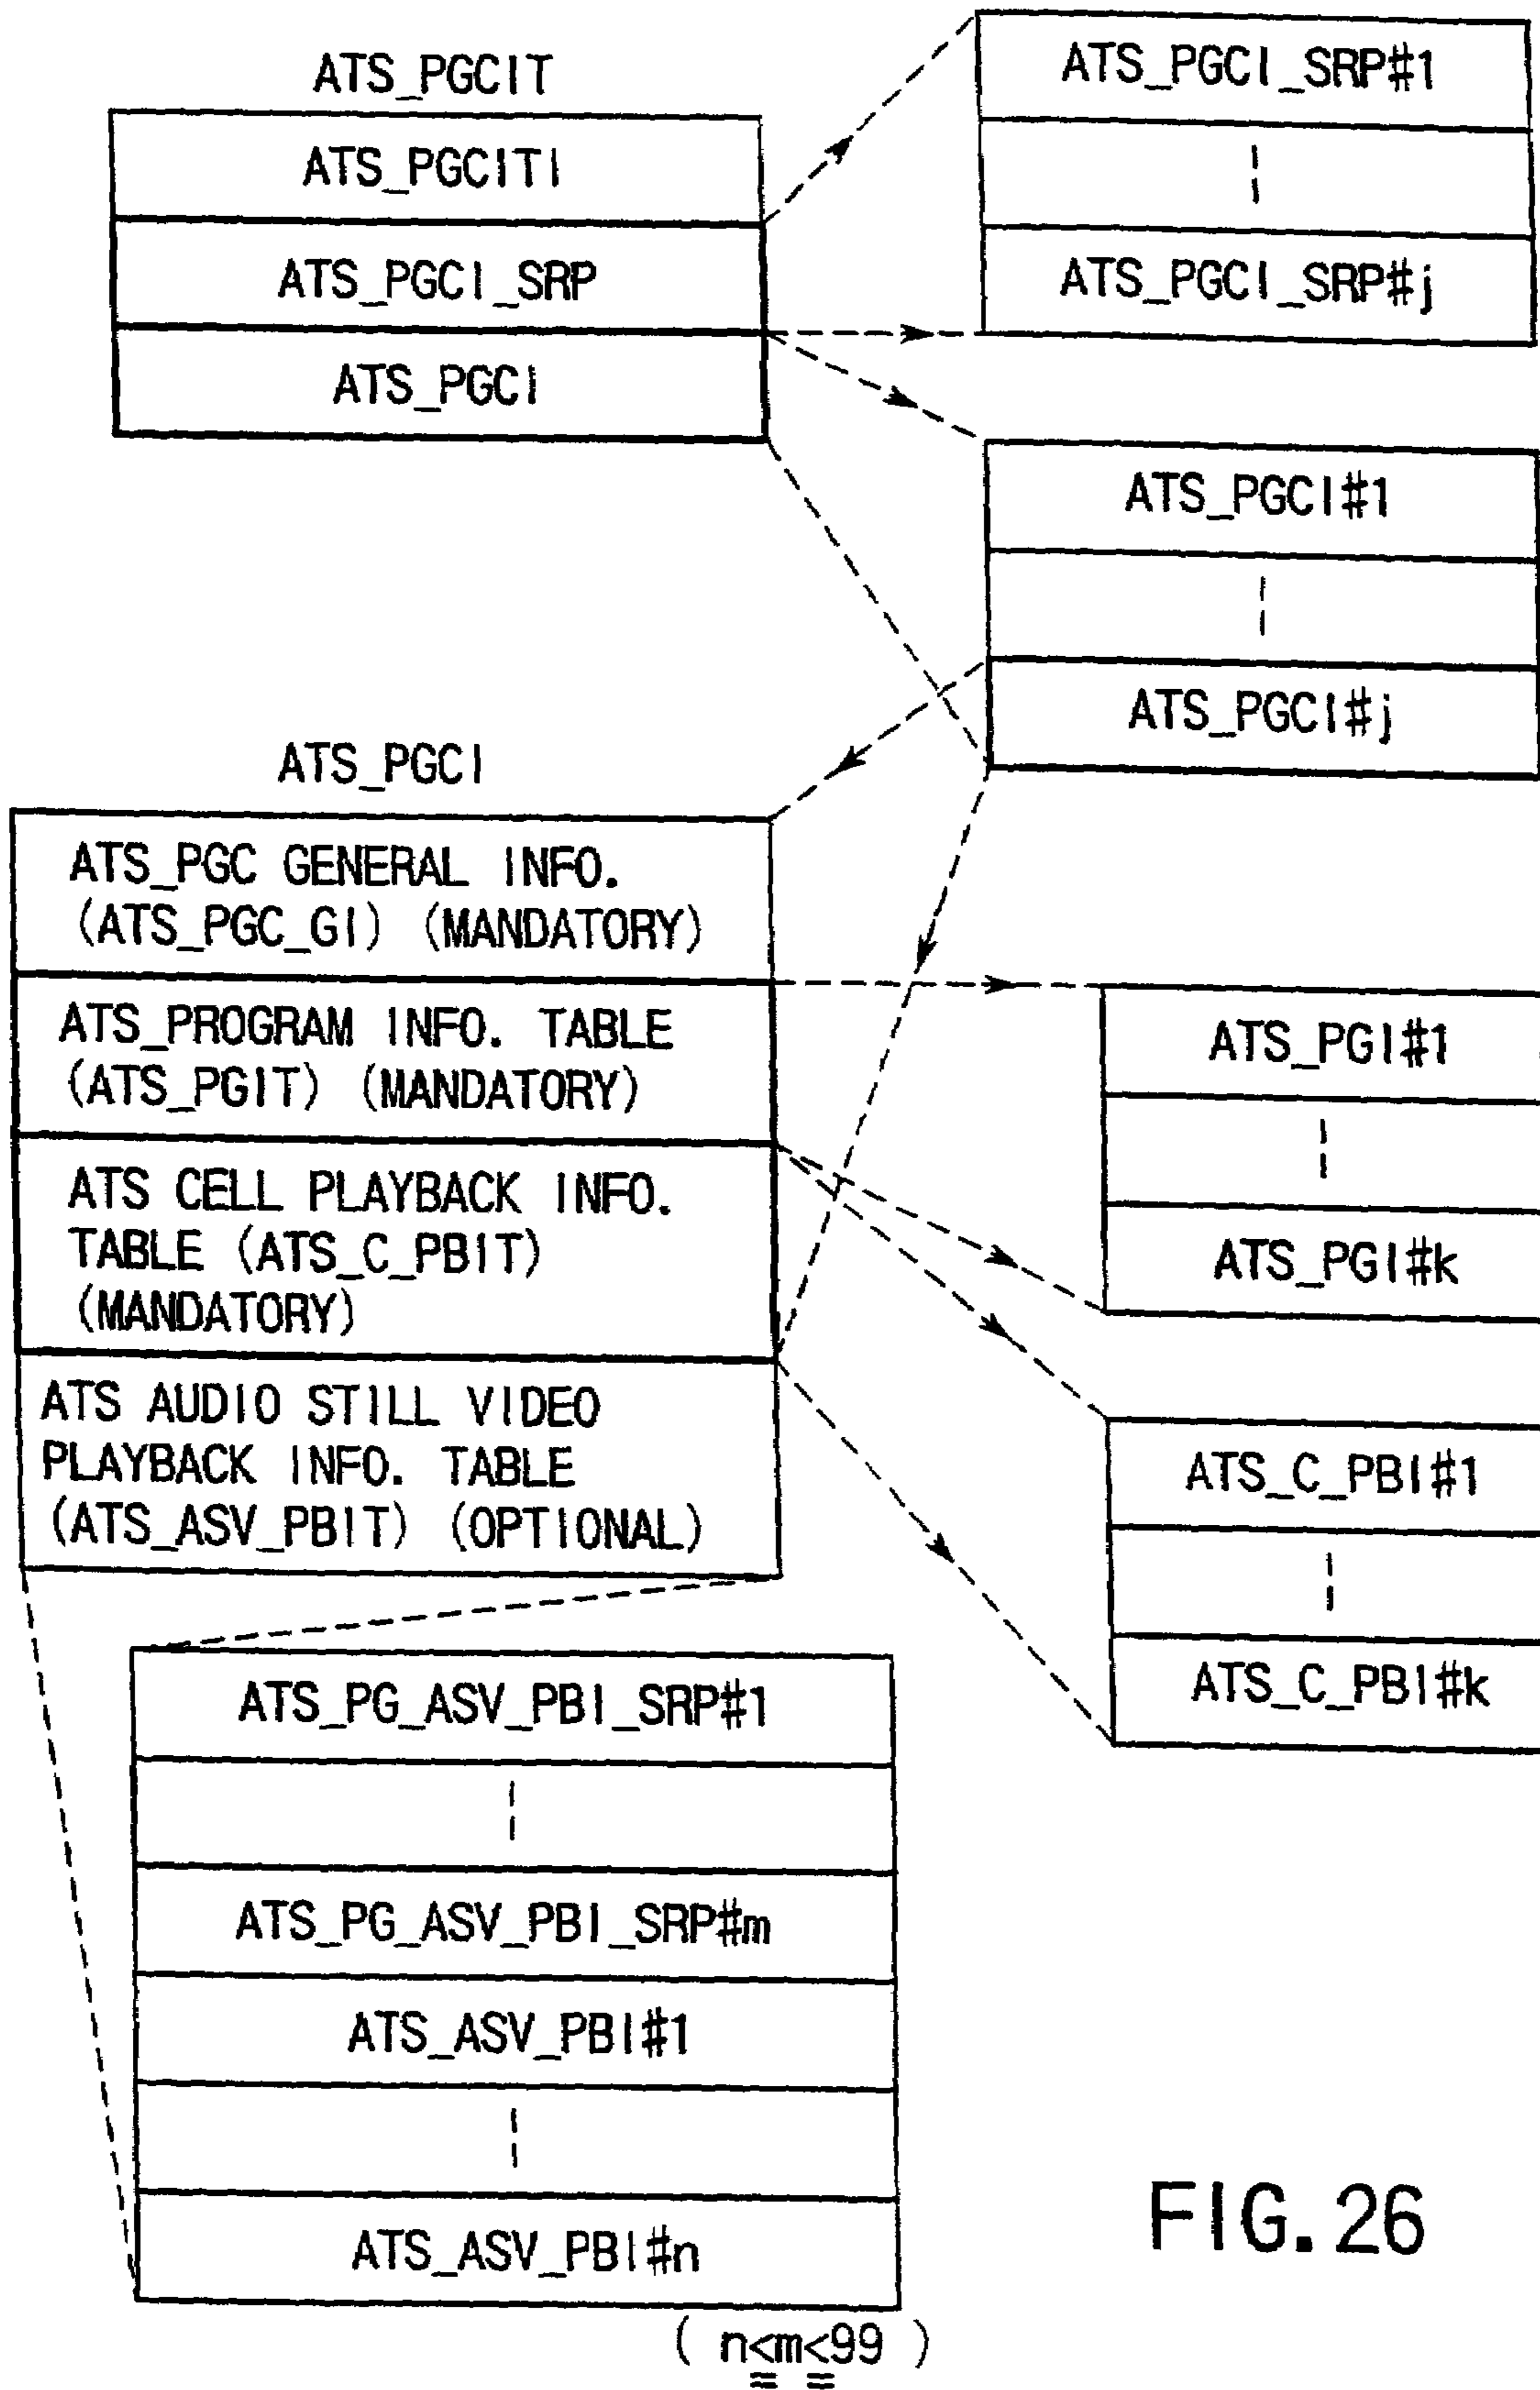 ATS_PGCIT
ATS_PGCITI
ATS_PGCI_SRP
ATS_PGCI
ATS_PGCI_SRP#1
ATS_PGCI_SRP#j
ATS_PGCI#1
ATS_PGCI#j
ATS_PGCI
ATS_PGC GENERAL INFO.
(ATS_PGC_GI) (MANDATORY)
ATS_PROGRAM INFO. TABLE
(ATS_PGIT) (MANDATORY)
ATS CELL PLAYBACK INFO.
TABLE (ATS_C_PBIT)
(MANDATORY)
ATS AUDIO STILL VIDEO
PLAYBACK INFO. TABLE
(ATS_ASV_PBIT) (OPTIONAL)
ATS_PGI#1
ATS_PGI#k
ATS_C_PBI#1
ATS_C_PBI#k
ATS_PG_ASV_PBI_SRP#1
ATS_PG_ASV_PBI_SRP#m
ATS_ASV_PBI#1
ATS_ASV_PBI#n
( n≦m≦99 )
FIG. 26